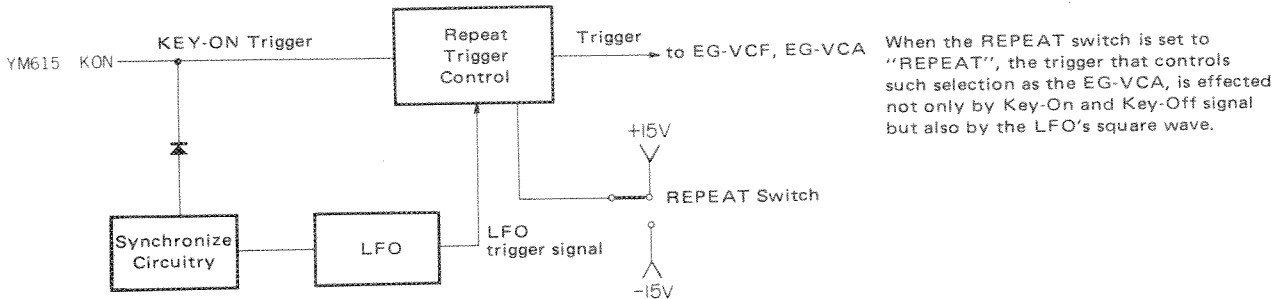 YM615 KON
KEY-ON Trigger
Repeat
Trigger
Control
Trigger
to EG-VCF, EG-VCA
When the REPEAT switch is set to
"REPEAT", the trigger that controls
such selection as the EG-VCA, is effected
not only by Key-On and Key-Off signal
but also by the LFO's square wave.
+15V
REPEAT Switch
Synchronize
Circuitry
LFO
LFO
trigger signal
-15V